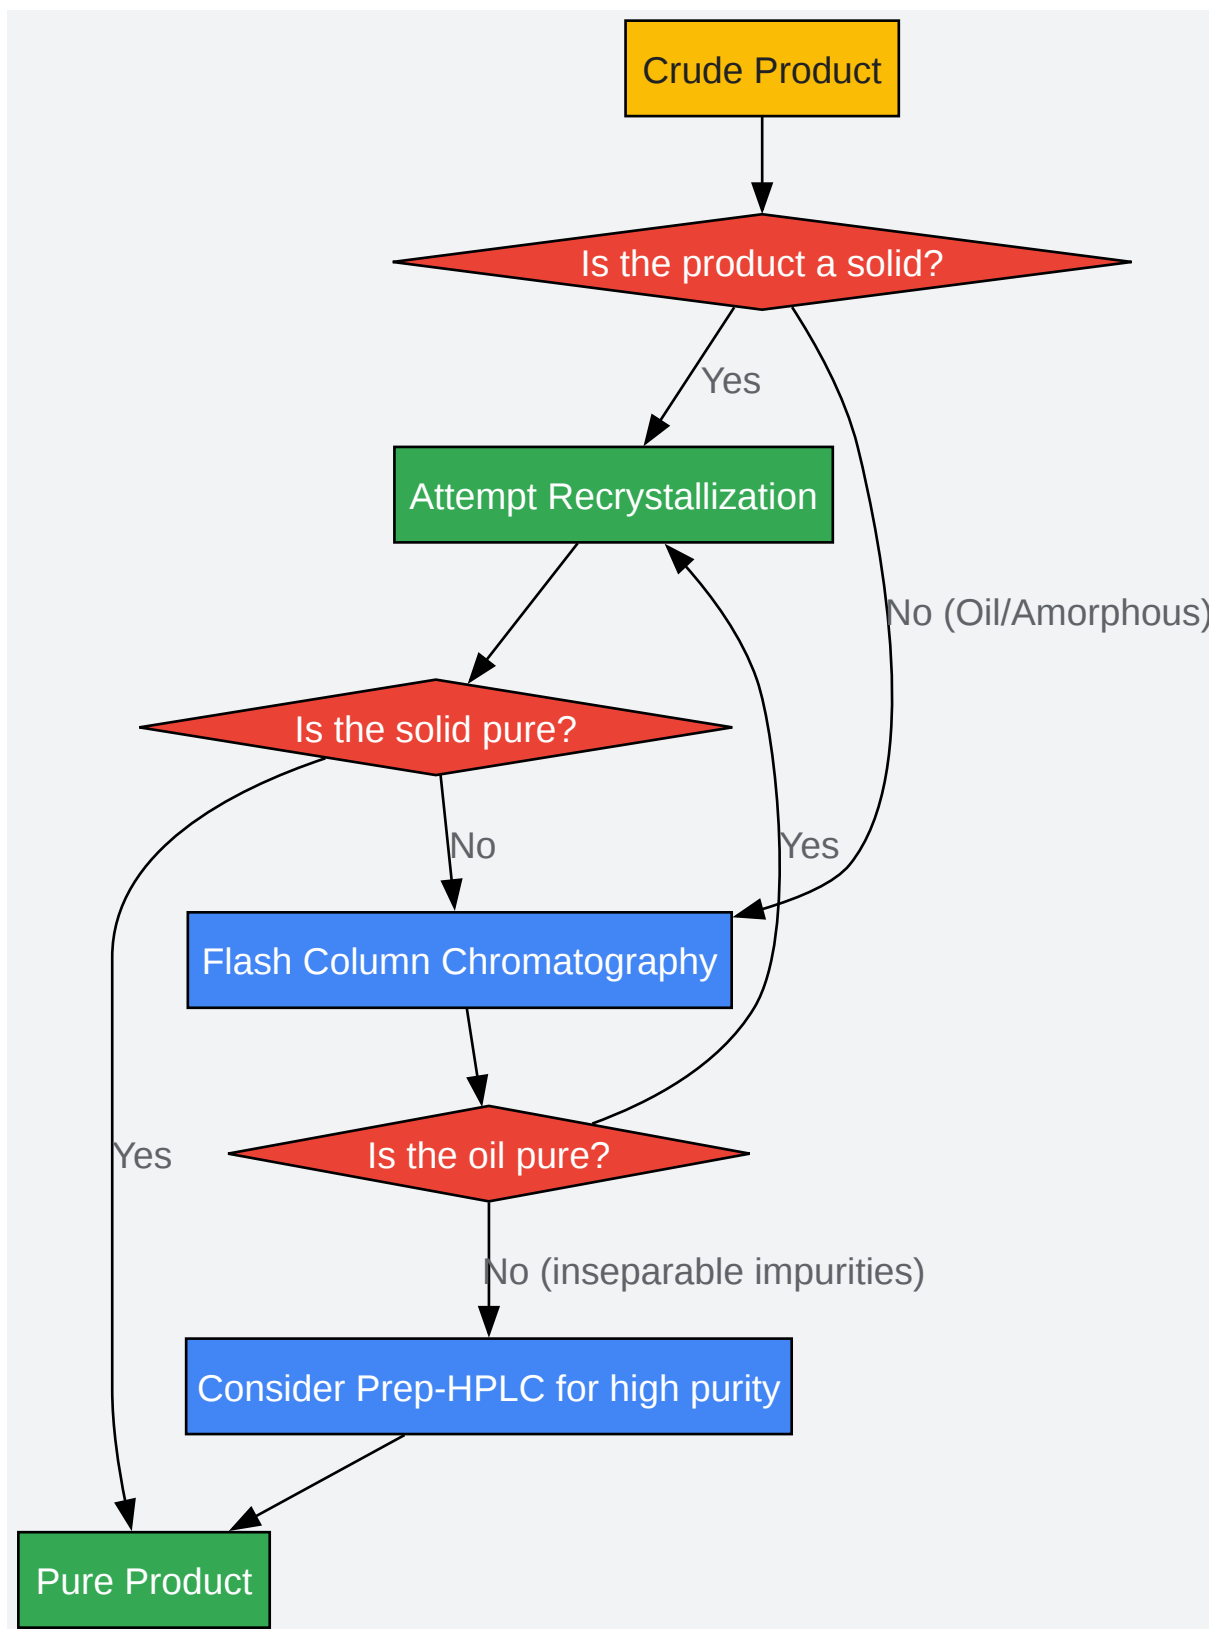 Crude Product
Is the product a solid?
Yes
Attempt Recrystallization
No (Oil/Amorphous)
Is the solid pure?
No
Yes
Flash Column Chromatography
Yes
Is the oil pure?
No (inseparable impurities)
Consider Prep-HPLC for high purity
Pure Product